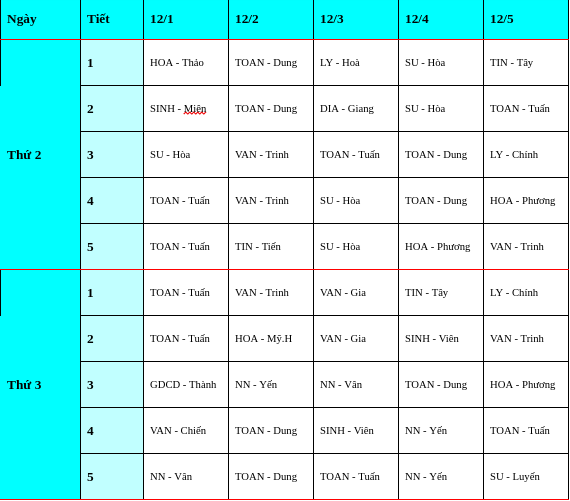 Ngày Tiết 12/1 12/2 12/3 12/4 12/5
1 HOA - Thảo TOAN - Dung LY - Hoà SU - Hòa TIN - Tây
2 SINH - Miện TOAN - Dung DIA - Giang SU - Hòa TOAN - Tuấn
Thứ 2 3 SU - Hòa VAN - Trinh TOAN - Tuấn TOAN - Dung LY - Chính
4 TOAN - Tuấn VAN - Trinh SU - Hòa TOAN - Dung HOA - Phương
5 TOAN - Tuấn TIN - Tiến SU - Hòa HOA - Phương VAN - Trinh
1 TOAN - Tuấn VAN - Trinh VAN - Gia TIN - Tây LY - Chính
2 TOAN - Tuấn HOA - Mỹ.H VAN - Gia SINH - Viên VAN - Trinh
Thứ 3 3 GDCD - Thành NN - Yến NN - Vân TOAN - Dung HOA - Phương
4 VAN - Chiến TOAN - Dung SINH - Viên NN - Yến TOAN - Tuấn
5 NN - Vân TOAN - Dung TOAN - Tuấn NN - Yến SU - Luyến